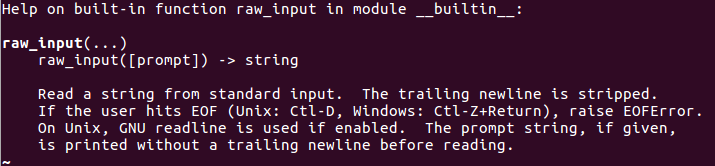 Help on built-in function raw_input in module __builtin__:
raw_input(...)
raw_input([prompt]) -> string
Read a string from standard input.  The trailing newline is stripped.
If the user hits EOF (Unix: Ctl-D, Windows: Ctl-Z+Return), raise EOFError.
On Unix, GNU readline is used if enabled.  The prompt string, if given,
is printed without a trailing newline before reading.
~